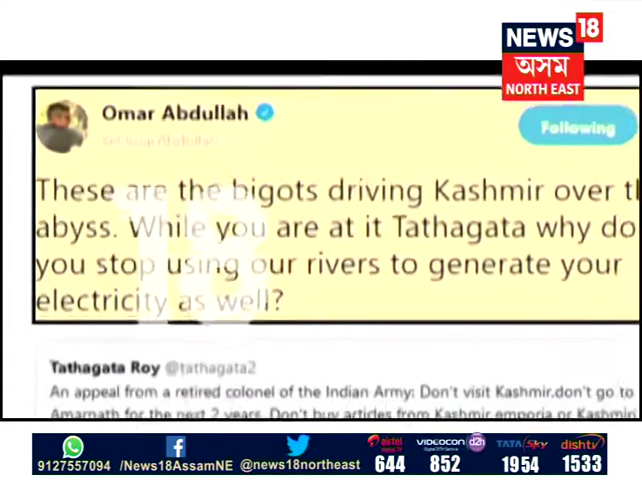 NEWS 18
অসম
NORTH EAST
Omar Abdullah
Following
These are the bigots driving Kashmir over t
abyss. While you are at it Tathagata why do
you stop using our rivers to generate your
electricity as well?
18
Tathagata Roy @tathagata2
An appeal from a retired colonel of the Indian Army: Don't visit Kashmir,don't go to
Amarnath for the next 2 years. Don't buy articles from Kashmir emporia or Kashmiri
airtel VIDEOCON d2h TATA Sky dishtv
9127557094 /News18AssamNE @news18northeast 644 852 1954 1533